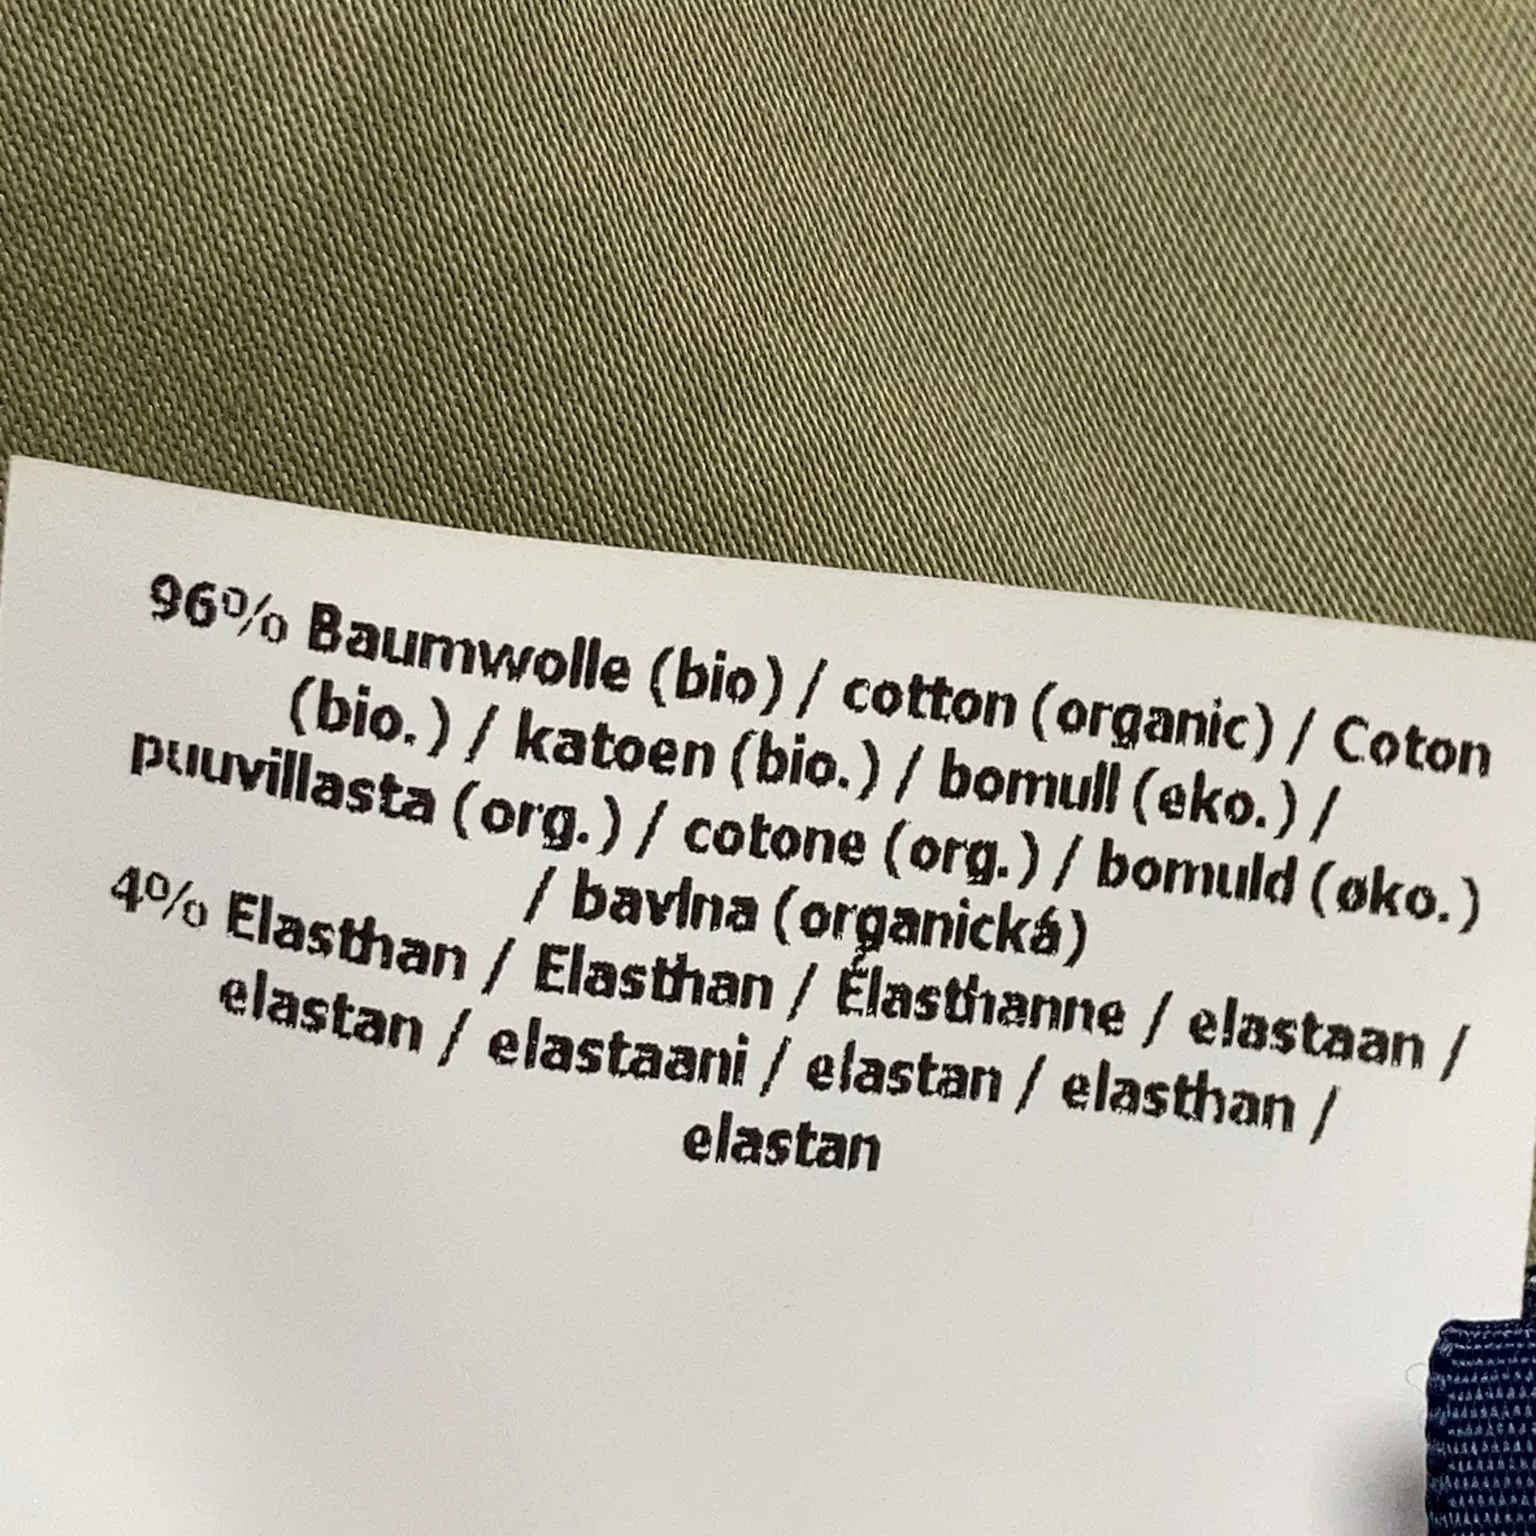 96% Baumwolle (bio) / cotton (organic) / Coton
(bio.) / katoen (bio.) / bomull (eko.) /
puuvillasta (org.) / cotone (org.) / bomuld (øko.)
/ bavlna (organická)
4% Elasthan / Elasthan / Élasthanne / elastaan /
elastan / elastaani / elastan / elasthan /
elastan